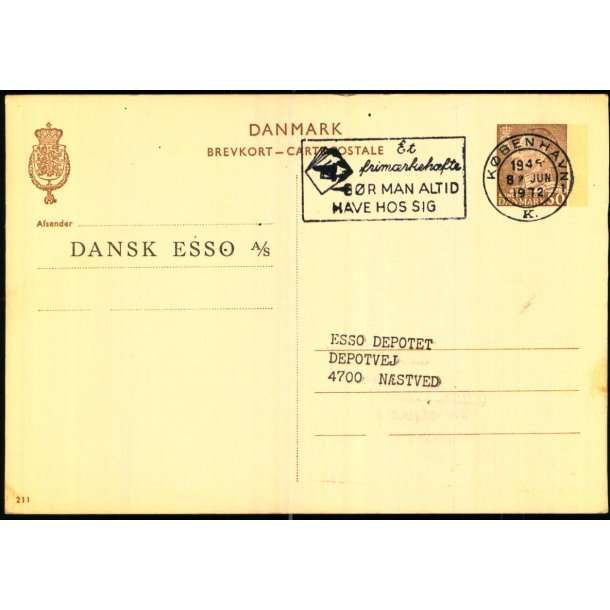 DANMARK
BREVKORT – CARTE POSTALE
Et
frimærkehæfte
BØR MAN ALTID
HAVE HOS SIG
KØBENHAVN
JUN
1972
K.
DANMARK
Afsender
DANSK ESSO A/S
ESSO DEPOTET
DEPOTVEJ
4700 NÆSTVED
211